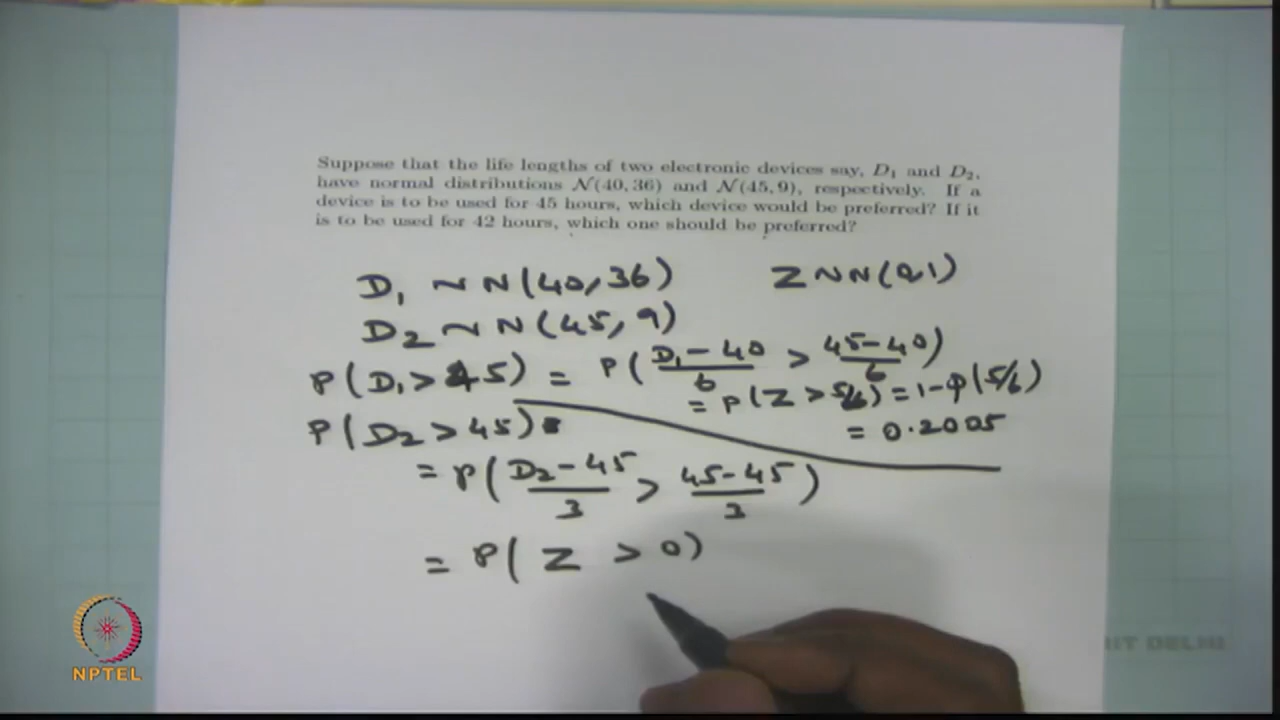 Suppose that the life lengths of two electronic devices say, D₁ and D₂,
have normal distributions N(40, 36) and N(45, 9), respectively. If a
device is to be used for 45 hours, which device would be preferred? If it
is to be used for 42 hours, which one should be preferred?
D₁ ~ N(40, 36) Z ~ N(0,1)
D₂ ~ N(45, 9)
P(D₁ > 45) = P(D₁ - 40 / 6 > 45 - 40 / 6)
= P(Z > 5/6) = 1 - φ(5/6)
= 0.2005
P(D₂ > 45)
= P(D₂ - 45 / 3 > 45 - 45 / 3)
= P(Z > 0)
NPTEL
IIT DELHI